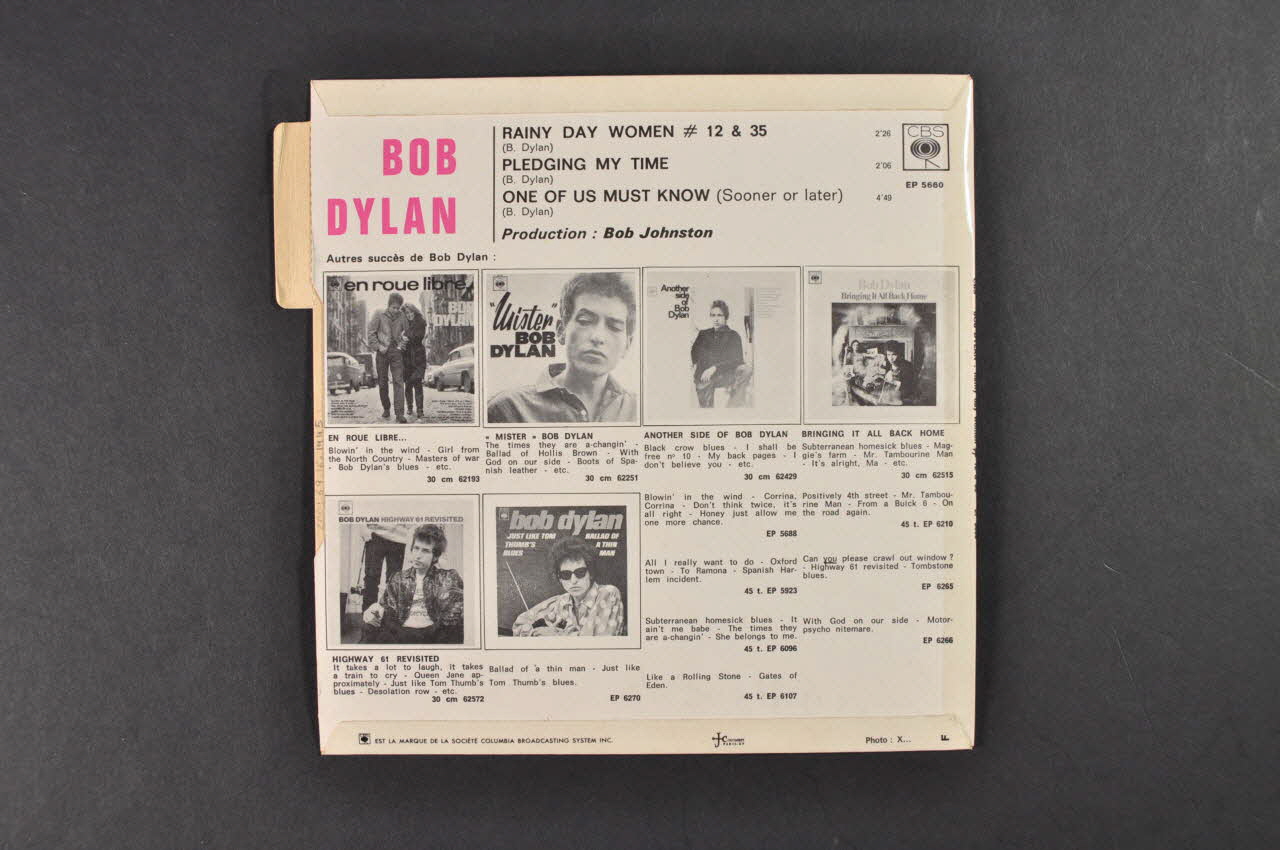 BOB
DYLAN
RAINY DAY WOMEN # 12 & 35 2'26
(B. Dylan)
PLEDGING MY TIME 2'06
(B. Dylan)
ONE OF US MUST KNOW (Sooner or later) 4'49
(B. Dylan)
Production : Bob Johnston
CBS
EP 5660
Autres succès de Bob Dylan :
en roue libre
BOB
DYLAN
"Mister"
BOB
DYLAN
Another
side
of
Bob
Dylan
Bob Dylan
Bringing It All Back Home
EN ROUE LIBRE...
Blowin' in the wind - Girl from
the North Country - Masters of war
- Bob Dylan's blues - etc.
30 cm 62193
« MISTER » BOB DYLAN
The times they are a-changin' -
Ballad of Hollis Brown - With
God on our side - Boots of Spa-
nish leather - etc.
30 cm 62251
ANOTHER SIDE OF BOB DYLAN
Black crow blues - I shall be
free nº 10 - My back pages - I
don't believe you - etc.
30 cm 62429
BRINGING IT ALL BACK HOME
Subterranean homesick blues - Mag-
gie's farm - Mr. Tambourine Man
- It's alright, Ma - etc.
30 cm 62515
BOB DYLAN HIGHWAY 61 REVISITED
bob dylan
JUST LIKE TOM
THUMB'S
BLUES
BALLAD OF
A THIN
MAN
HIGHWAY 61 REVISITED
It takes a lot to laugh, it takes
a train to cry - Queen Jane ap-
proximately - Just like Tom Thumb's
blues - Desolation row - etc.
30 cm 62572
Ballad of a thin man - Just like
Tom Thumb's blues.
EP 6270
Blowin' in the wind - Corrina,
Corrina - Don't think twice, it's
all right - Honey just allow me
one more chance.
EP 5688
All I really want to do - Oxford
town - To Ramona - Spanish Har-
lem incident.
45 t. EP 5923
Subterranean homesick blues - It
ain't me babe - The times they
are a-changin' - She belongs to me.
45 t. EP 6096
Like a Rolling Stone - Gates of
Eden.
45 t. EP 6107
Positively 4th street - Mr. Tambou-
rine Man - From a Buick 6 - On
the road again.
45 t. EP 6210
Can you please crawl out window ?
- Highway 61 revisited - Tombstone
blues.
EP 6265
With God on our side - Motor-
psycho nitemare.
EP 6266
EST LA MARQUE DE LA SOCIÉTÉ COLUMBIA BROADCASTING SYSTEM INC.
Photo : X...